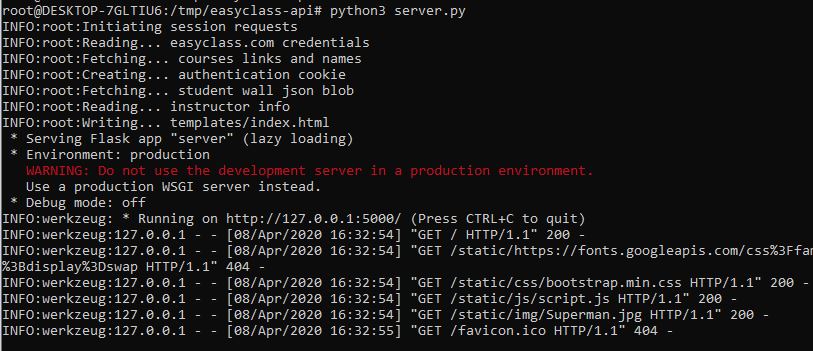 root@DESKTOP-7GLTIU6:/tmp/easyclass-api# python3 server.py
INFO:root:Initiating session requests
INFO:root:Reading... easyclass.com credentials
INFO:root:Fetching... courses links and names
INFO:root:Creating... authentication cookie
INFO:root:Fetching... student wall json blob
INFO:root:Reading... instructor info
INFO:root:Writing... templates/index.html
 * Serving Flask app "server" (lazy loading)
 * Environment: production
   WARNING: Do not use the development server in a production environment.
   Use a production WSGI server instead.
 * Debug mode: off
INFO:werkzeug: * Running on http://127.0.0.1:5000/ (Press CTRL+C to quit)
INFO:werkzeug:127.0.0.1 - - [08/Apr/2020 16:32:54] "GET / HTTP/1.1" 200 -
INFO:werkzeug:127.0.0.1 - - [08/Apr/2020 16:32:54] "GET /static/https://fonts.googleapis.com/css%3Ffam
%3Bdisplay%3Dswap HTTP/1.1" 404 -
INFO:werkzeug:127.0.0.1 - - [08/Apr/2020 16:32:54] "GET /static/css/bootstrap.min.css HTTP/1.1" 200 -
INFO:werkzeug:127.0.0.1 - - [08/Apr/2020 16:32:54] "GET /static/js/script.js HTTP/1.1" 200 -
INFO:werkzeug:127.0.0.1 - - [08/Apr/2020 16:32:54] "GET /static/img/Superman.jpg HTTP/1.1" 200 -
INFO:werkzeug:127.0.0.1 - - [08/Apr/2020 16:32:55] "GET /favicon.ico HTTP/1.1" 404 -